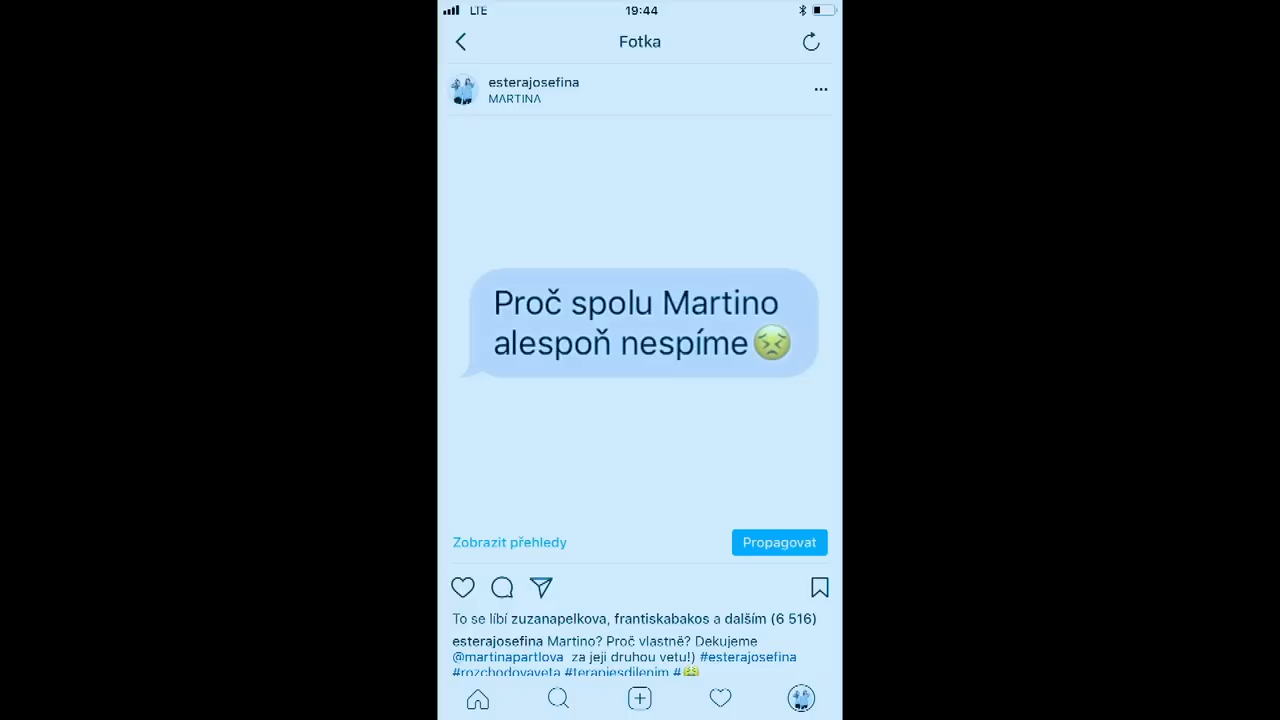 LTE 19:44
Fotka
esterajosefina
MARTINA
Proč spolu Martino
alespoň nespíme
Zobrazit přehledy Propagovat
To se líbí zuzanapelkova, frantiskabakos a dalším (6 516)
esterajosefina Martino? Proč vlastně? Dekujeme
@martinapartlova za jeji druhou vetu!) #esterajosefina
#rozchodovaveta #terapiesdilenim #